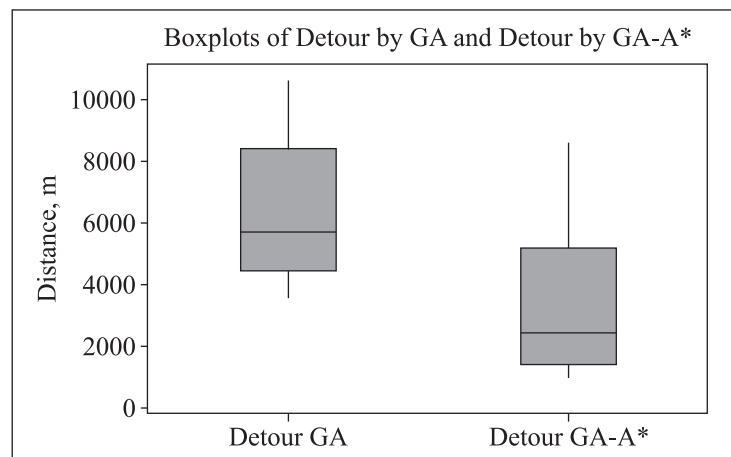 Boxplots of Detour by GA and Detour by GA-A*
Distance, m
10000
8000
6000
4000
2000
0
Detour GA
Detour GA-A*